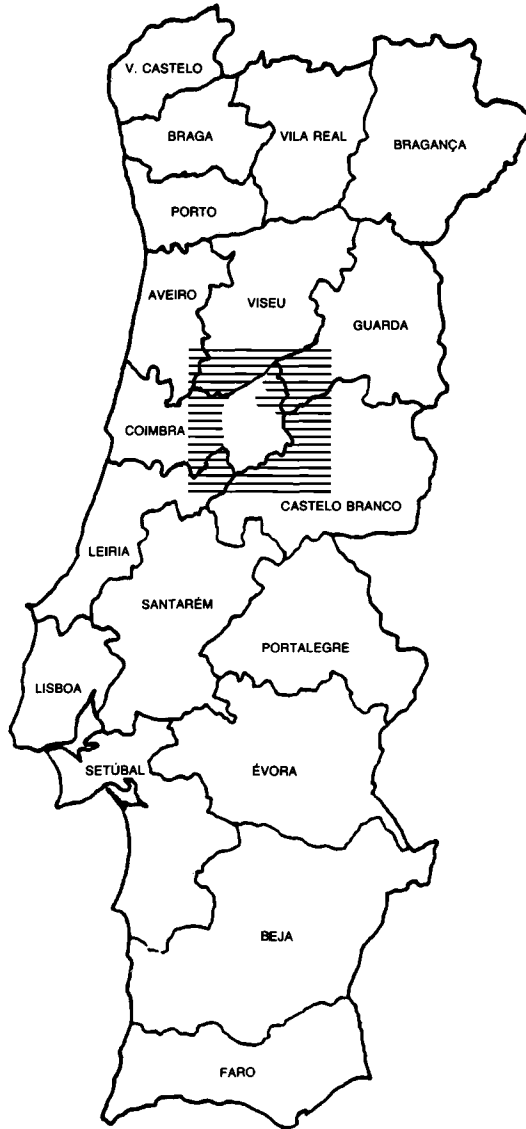 V. CASTELO
BRAGA
VILA REAL
BRAGANÇA
PORTO
AVEIRO
VISEU
GUARDA
COIMBRA
CASTELO BRANCO
LEIRIA
SANTARÉM
PORTALEGRE
LISBOA
SETÚBAL
ÉVORA
BEJA
FARO